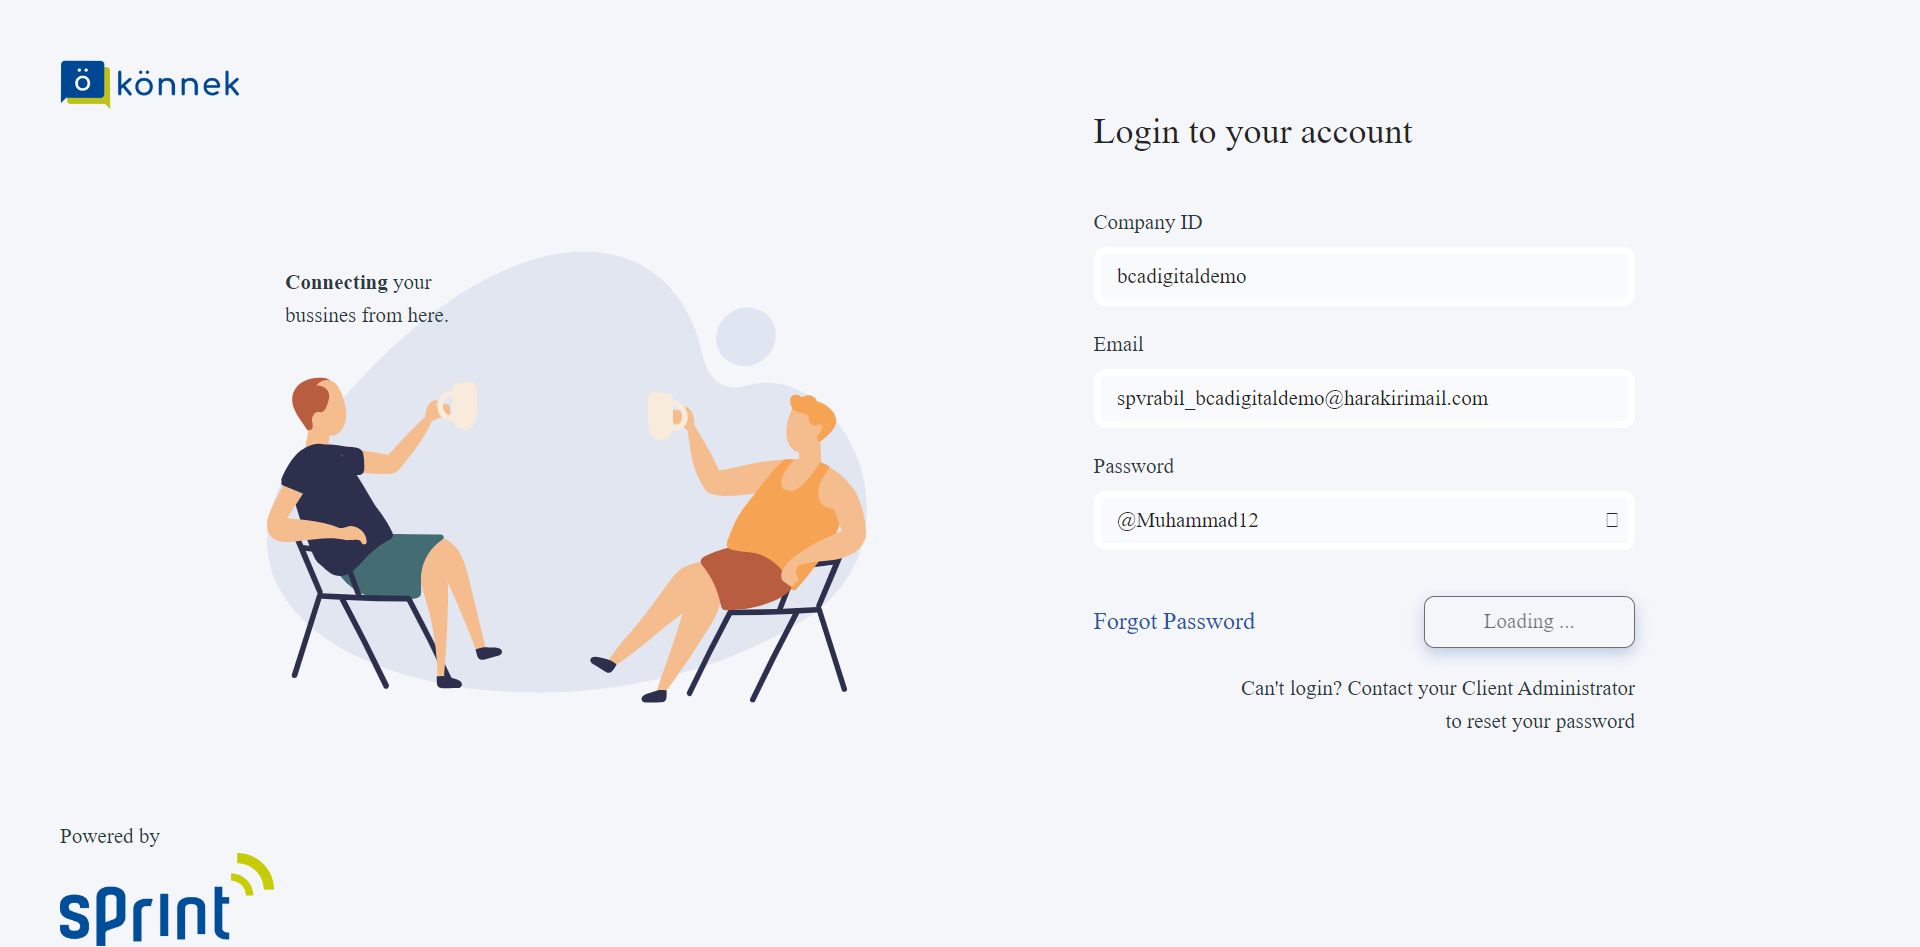 ö könnek
Login to your account
Company ID
bcadigitaldemo
Connecting your
bussines from here.
Email
spvrabil_bcadigitaldemo@harakirimail.com
Password
@Muhammad12
Forgot Password
Loading ...
Can't login? Contact your Client Administrator
to reset your password
Powered by
sprint